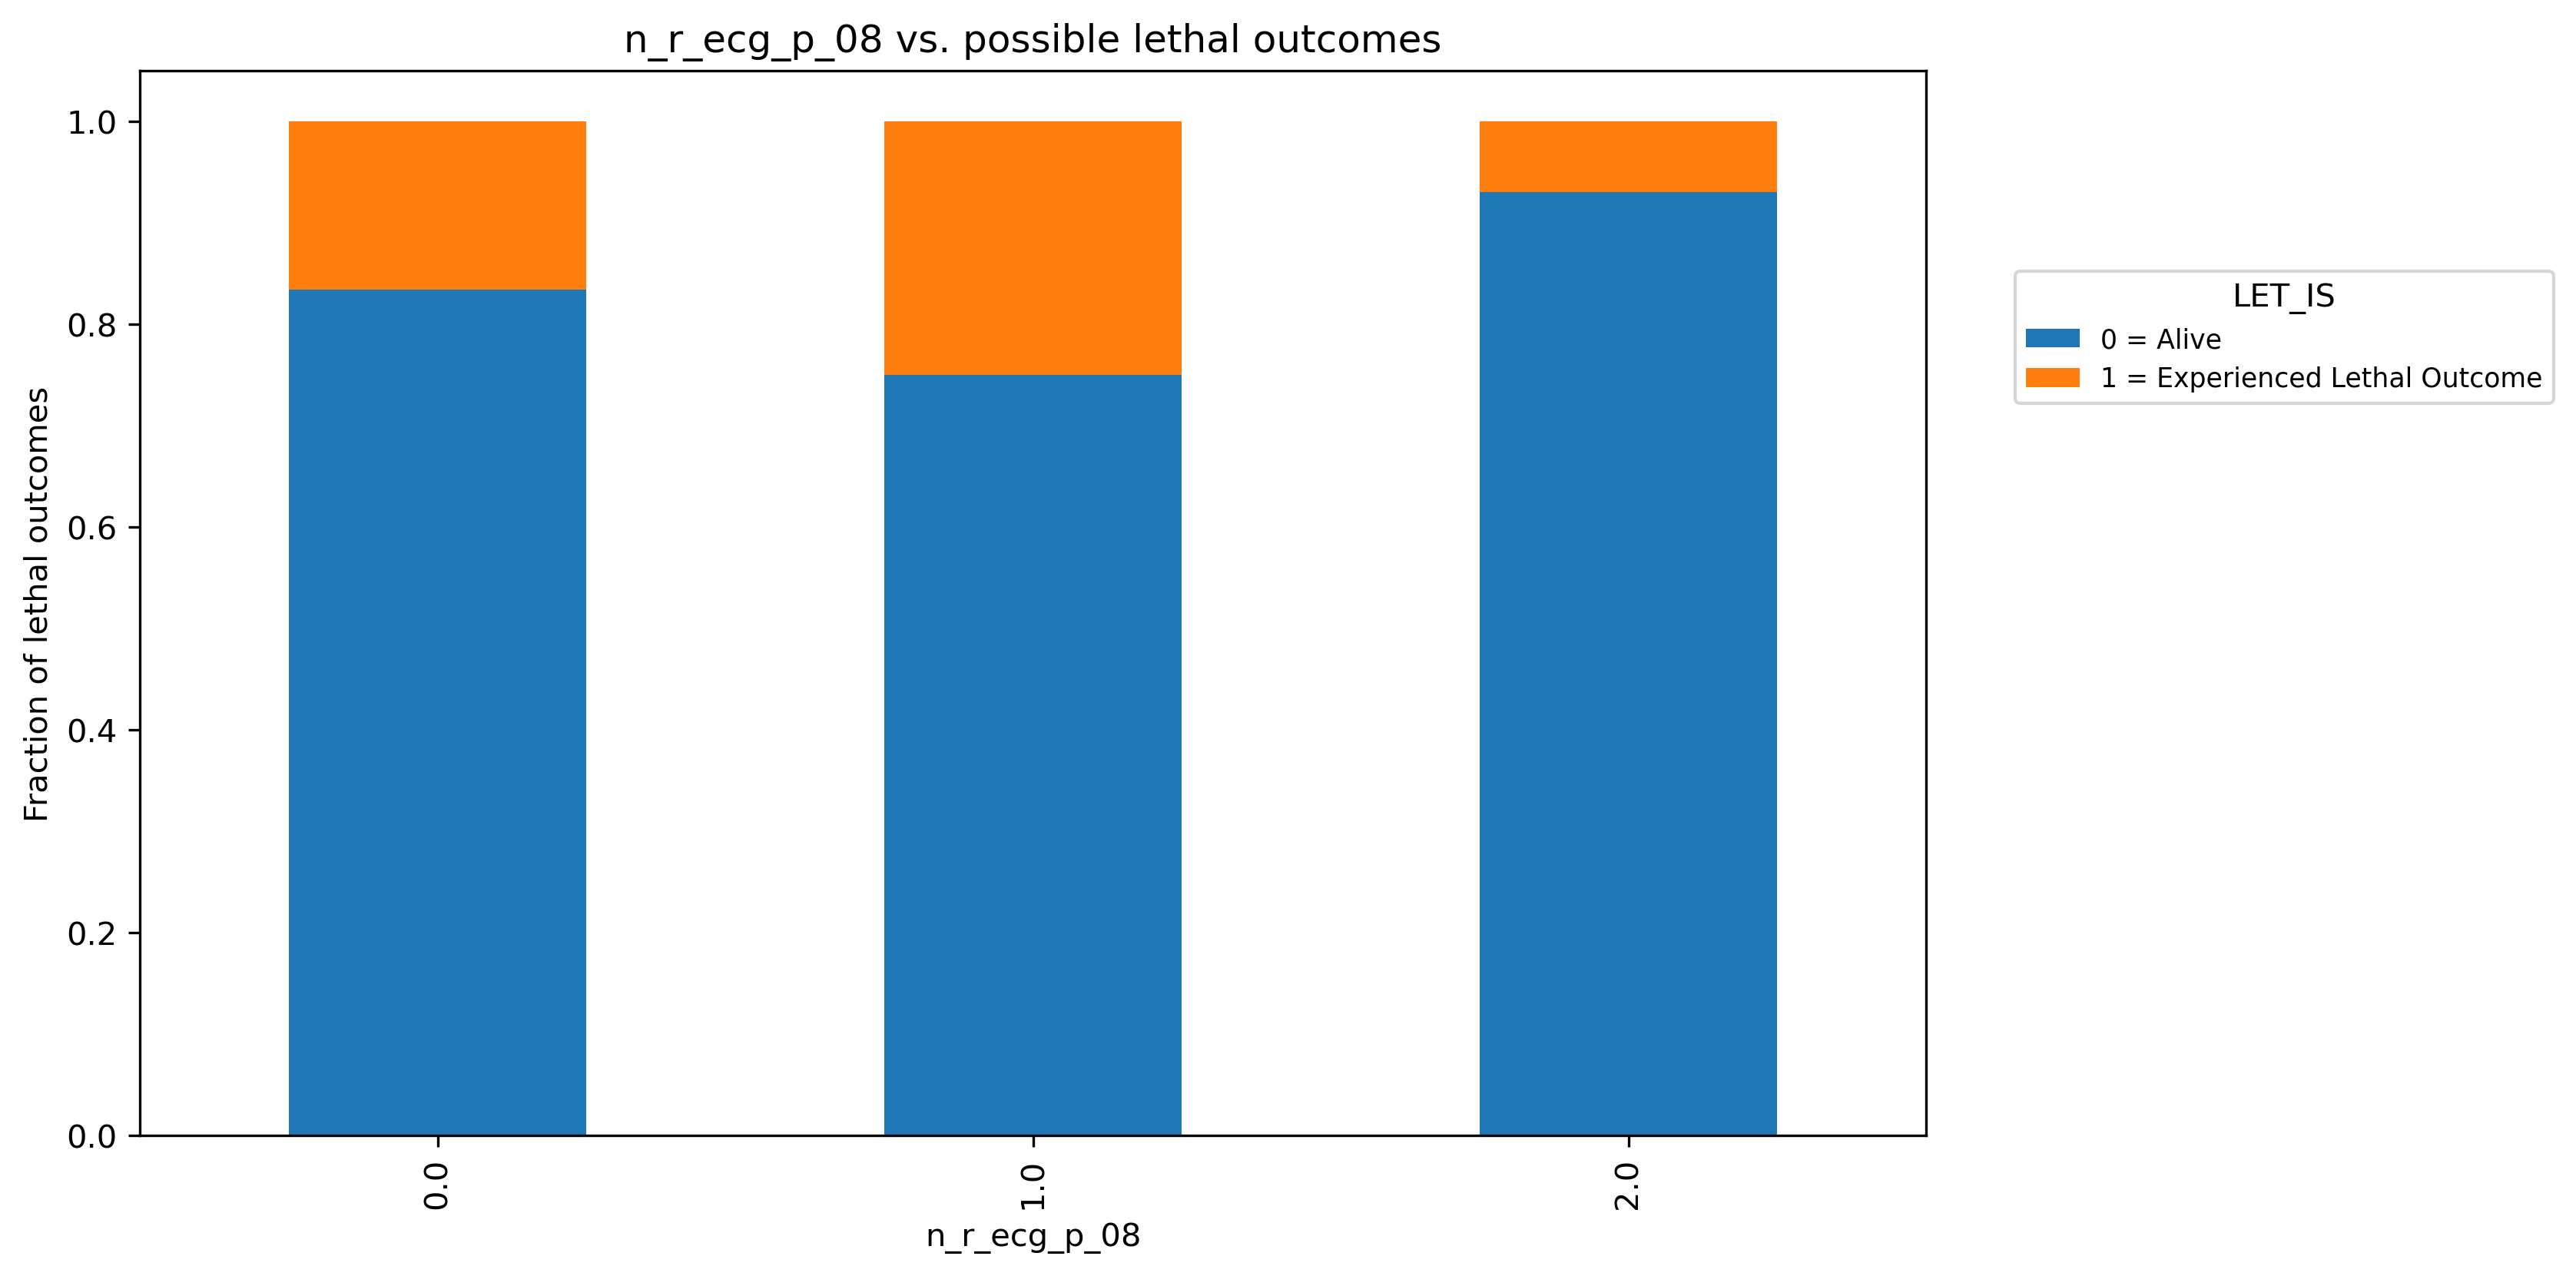 n_r_ecg_p_08 vs. possible lethal outcomes
Fraction of lethal outcomes
1.0
0.8
0.6
0.4
0.2
0.0
0.0
1.0
2.0
n_r_ecg_p_08
LET_IS
0 = Alive
1 = Experienced Lethal Outcome